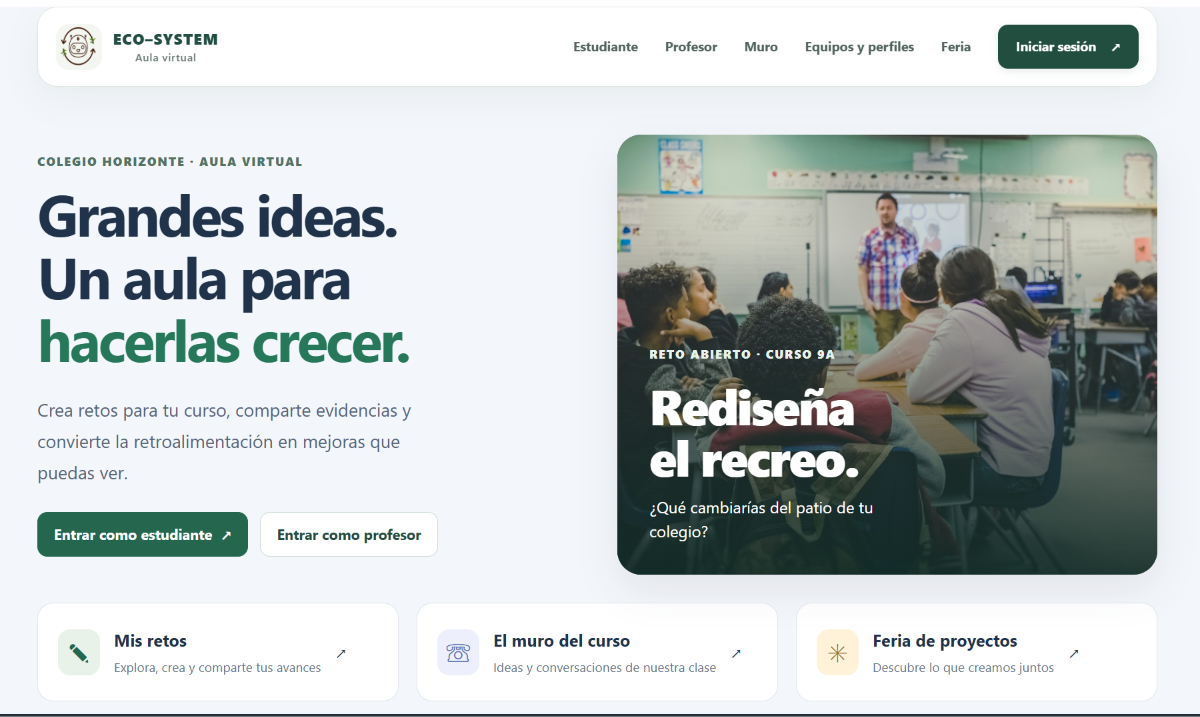 ECO–SYSTEM
Aula virtual
Estudiante
Profesor
Muro
Equipos y perfiles
Feria
Iniciar sesión ↗
COLEGIO HORIZONTE · AULA VIRTUAL
Grandes ideas.
Un aula para
hacerlas crecer.
Crea retos para tu curso, comparte evidencias y
convierte la retroalimentación en mejoras que
puedas ver.
Entrar como estudiante ↗
Entrar como profesor
RETO ABIERTO · CURSO 9A
Rediseña
el recreo.
¿Qué cambiarías del patio de tu
colegio?
Mis retos
Explora, crea y comparte tus avances
↗
El muro del curso
Ideas y conversaciones de nuestra clase
↗
Feria de proyectos
Descubre lo que creamos juntos
↗